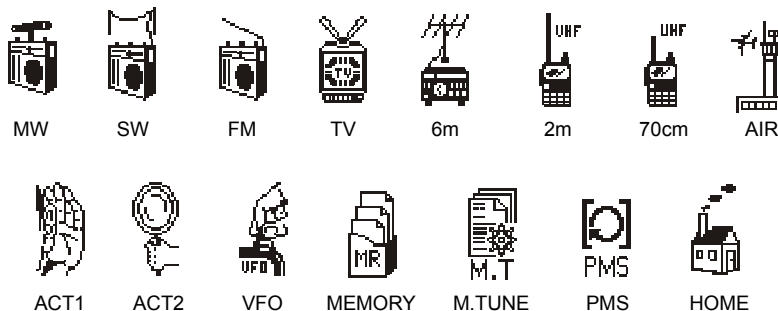 UHF UHF
TV
MW SW FM TV 6m 2m 70cm AIR
MR
VFO
M.T PMS
ACT1 ACT2 VFO MEMORY M.TUNE PMS HOME